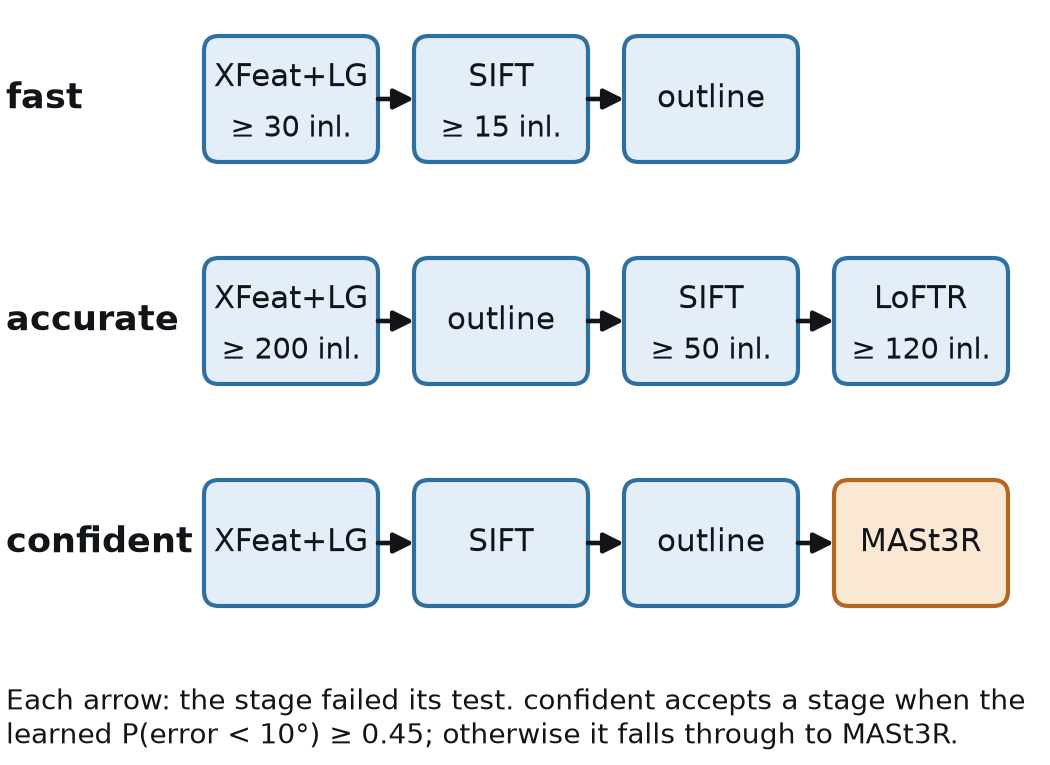 fast
XFeat+LG
≥ 30 inl.
SIFT
≥ 15 inl.
outline
accurate
XFeat+LG
≥ 200 inl.
outline
SIFT
≥ 50 inl.
LoFTR
≥ 120 inl.
confident
XFeat+LG
SIFT
outline
MASt3R
Each arrow: the stage failed its test. confident accepts a stage when the
learned P(error < 10°) ≥ 0.45; otherwise it falls through to MASt3R.